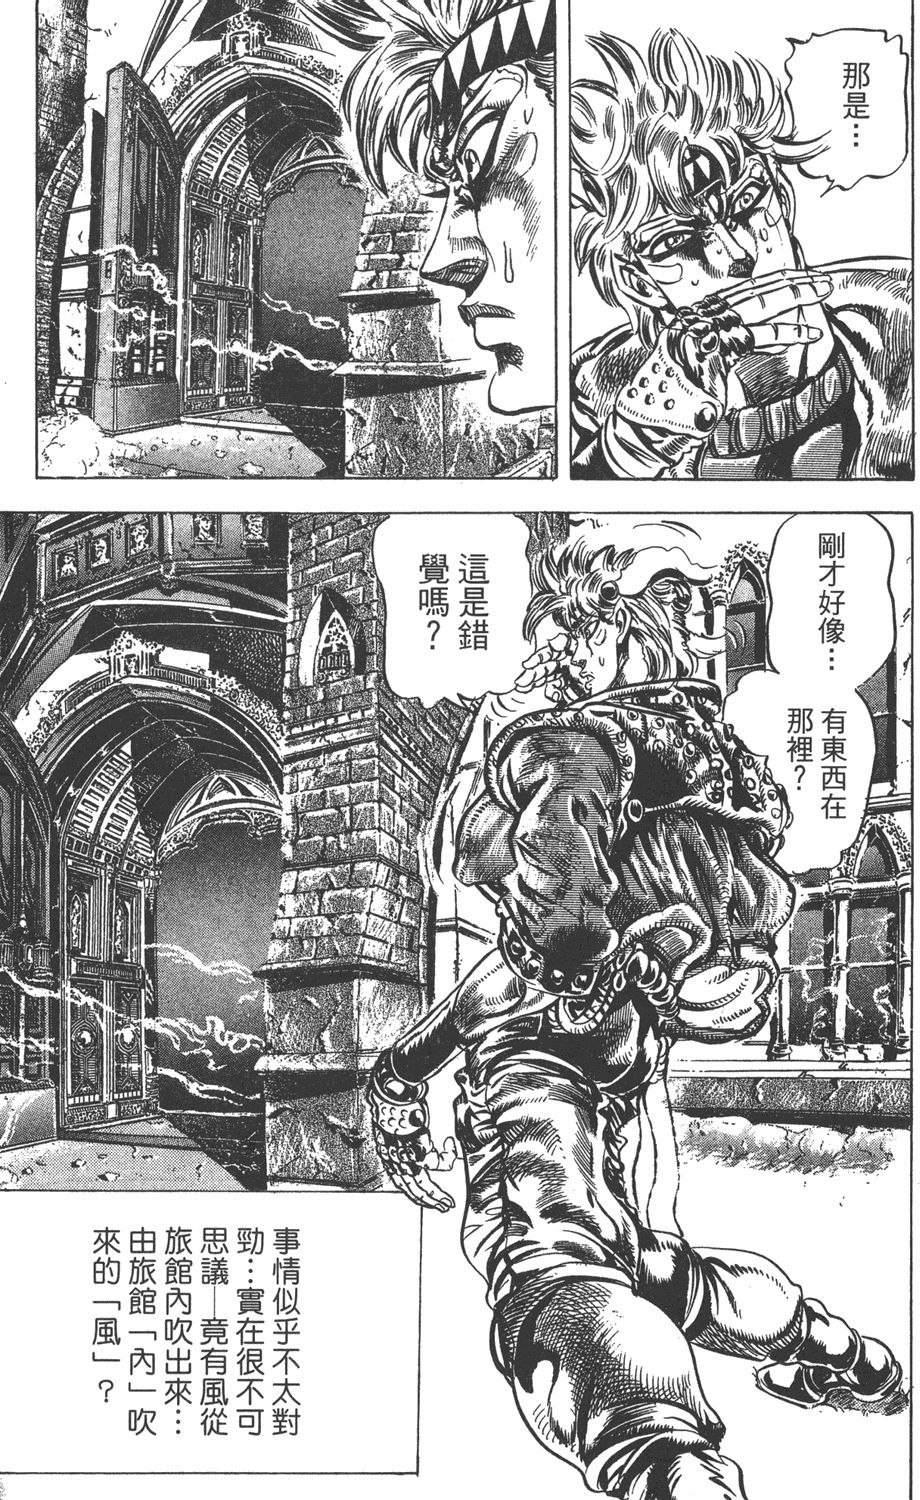 那是…
剛才好像…
有東西在
那裡？
這是錯
覺嗎？
事情似乎不太對
勁…實在很不可
思議─竟有風從
旅館內吹出來…
由旅館「內」吹
來的「風」？